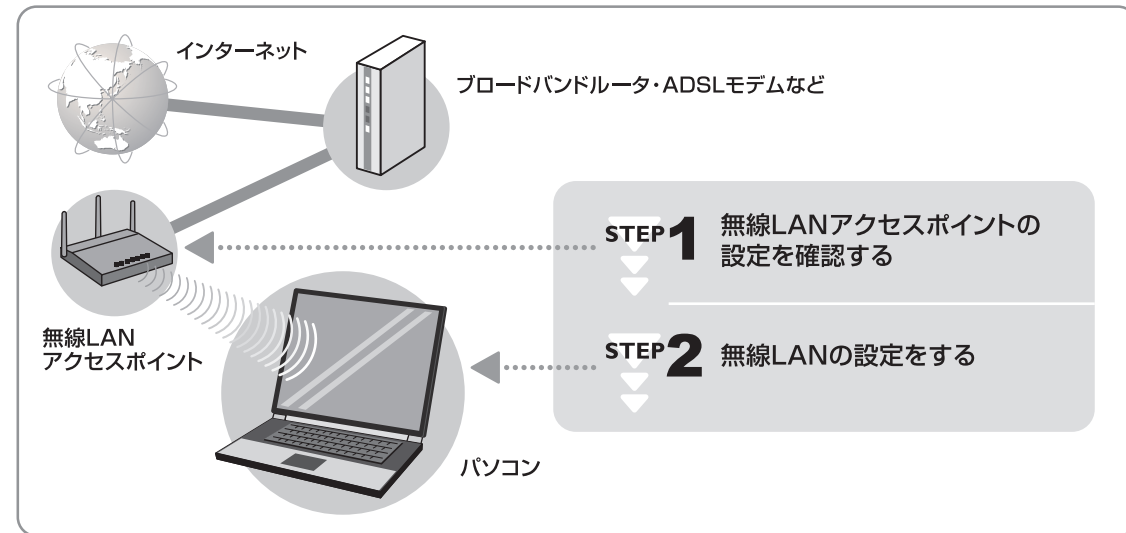 インターネット
ブロードバンドルータ・ADSLモデムなど
STEP1 無線LANアクセスポイントの
設定を確認する
無線LAN
アクセスポイント
STEP2 無線LANの設定をする
パソコン